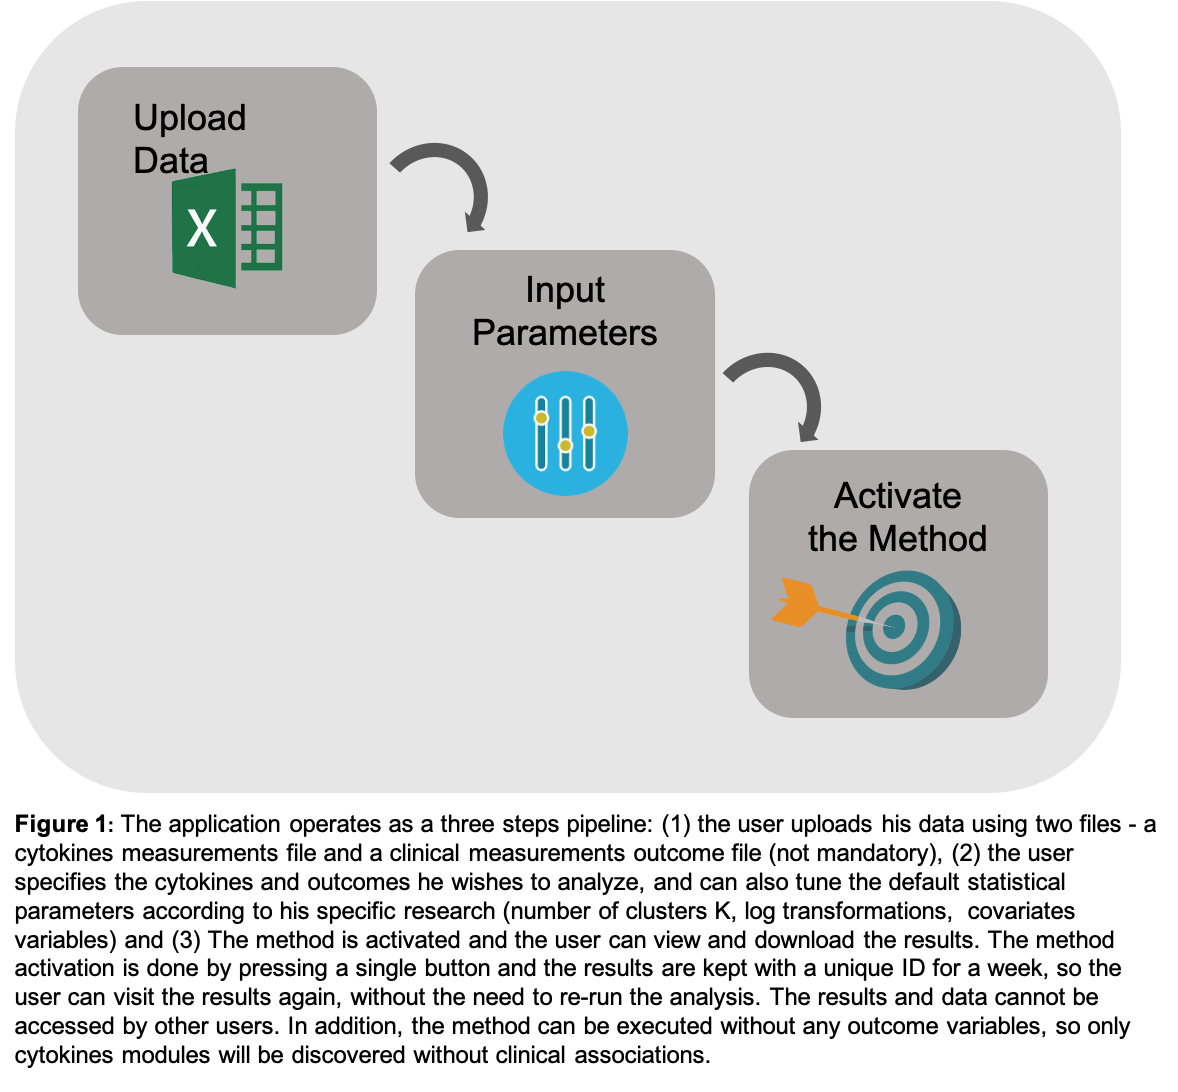 Upload
Data
X
Input
Parameters
Activate
the Method
Figure 1: The application operates as a three steps pipeline: (1) the user uploads his data using two files - a
cytokines measurements file and a clinical measurements outcome file (not mandatory), (2) the user
specifies the cytokines and outcomes he wishes to analyze, and can also tune the default statistical
parameters according to his specific research (number of clusters K, log transformations,  covariates
variables) and (3) The method is activated and the user can view and download the results. The method
activation is done by pressing a single button and the results are kept with a unique ID for a week, so the
user can visit the results again, without the need to re-run the analysis. The results and data cannot be
accessed by other users. In addition, the method can be executed without any outcome variables, so only
cytokines modules will be discovered without clinical associations.